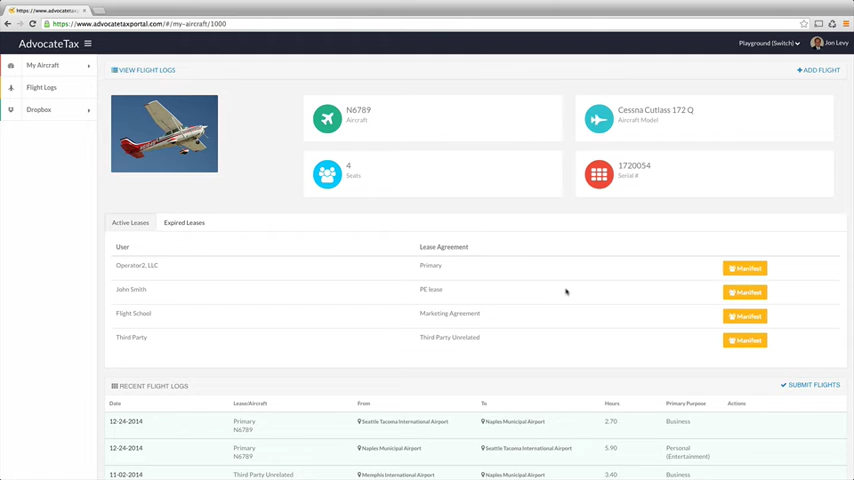 https://www.advocatetaxp
https://www.advocatetaxportal.com/#/my-aircraft/1000
AdvocateTax
Playground (Switch)
Jon Levy
My Aircraft
Flight Logs
Dropbox
VIEW FLIGHT LOGS
+ADD FLIGHT
N6789
Aircraft
Cessna Cutlass 172 Q
Aircraft Model
4
Seats
1720054
Serial #
Active Leases
Expired Leases
User
Lease Agreement
Operator2, LLC
Primary
Manifest
John Smith
PE lease
Manifest
Flight School
Marketing Agreement
Manifest
Third Party
Third Party Unrelated
Manifest
RECENT FLIGHT LOGS
SUBMIT FLIGHTS
Date
Lease/Aircraft
From
To
Hours
Primary Purpose
Actions
12-24-2014
Primary
N6789
Seattle Tacoma International Airport
Naples Municipal Airport
2.70
Business
12-24-2014
Primary
N6789
Naples Municipal Airport
Seattle Tacoma International Airport
5.90
Personal
(Entertainment)
11-02-2014
Third Party Unrelated
Memphis International Airport
Naples Municipal Airport
3.40
Business